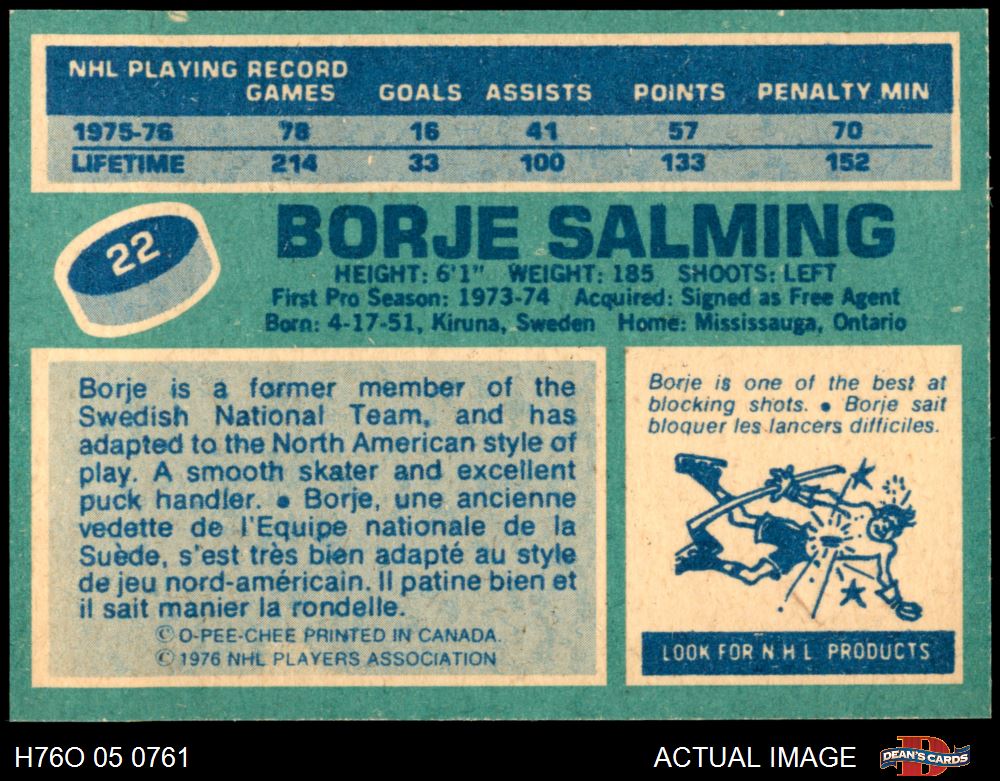 NHL PLAYING RECORD
GAMES GOALS ASSISTS POINTS PENALTY MIN
1975-76 78 16 41 57 70
LIFETIME 214 33 100 133 152
22
BORJE SALMING
HEIGHT: 6'1" WEIGHT: 185 SHOOTS: LEFT
First Pro Season: 1973-74 Acquired: Signed as Free Agent
Born: 4-17-51, Kiruna, Sweden Home: Mississauga, Ontario
Borje is a former member of the
Swedish National Team, and has
adapted to the North American style of
play. A smooth skater and excellent
puck handler. ● Borje, une ancienne
vedette de l'Equipe nationale de la
Suède, s'est très bien adapté au style
de jeu nord-américain. Il patine bien et
il sait manier la rondelle.
© O-PEE-CHEE PRINTED IN CANADA.
© 1976 NHL PLAYERS ASSOCIATION
Borje is one of the best at
blocking shots. ● Borje sait
bloquer les lancers difficiles.
LOOK FOR N H L PRODUCTS
H76O 05 0761
ACTUAL IMAGE
DEAN'S CARDS